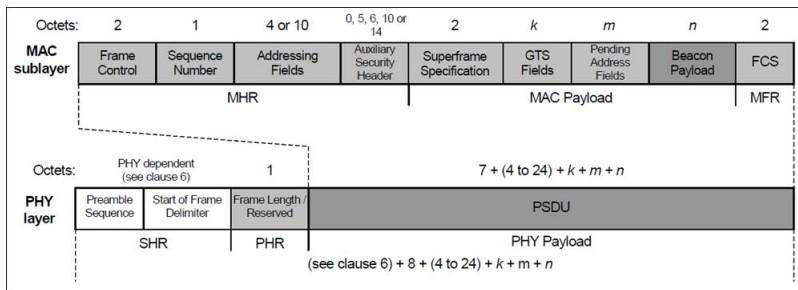 Octets: 2 1 4 or 10 0, 5, 6, 10 or 14 2 k m n 2
MAC sublayer
Frame Control
Sequence Number
Addressing Fields
Auxiliary Security Header
Superframe Specification
GTS Fields
Pending Address Fields
Beacon Payload
FCS
MHR MAC Payload MFR
Octets: PHY dependent (see clause 6) 1 7 + (4 to 24) + k + m + n
PHY layer
Preamble Sequence
Start of Frame Delimiter
Frame Length / Reserved
PSDU
SHR PHR PHY Payload
(see clause 6) + 8 + (4 to 24) + k + m + n